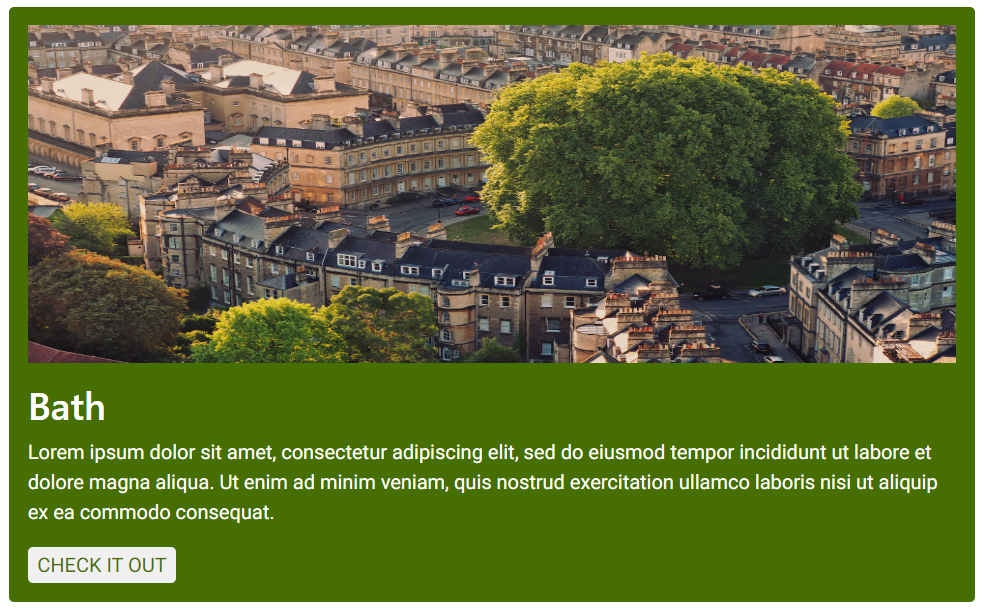 Bath
Lorem ipsum dolor sit amet, consectetur adipiscing elit, sed do eiusmod tempor incididunt ut labore et
dolore magna aliqua. Ut enim ad minim veniam, quis nostrud exercitation ullamco laboris nisi ut aliquip
ex ea commodo consequat.
CHECK IT OUT